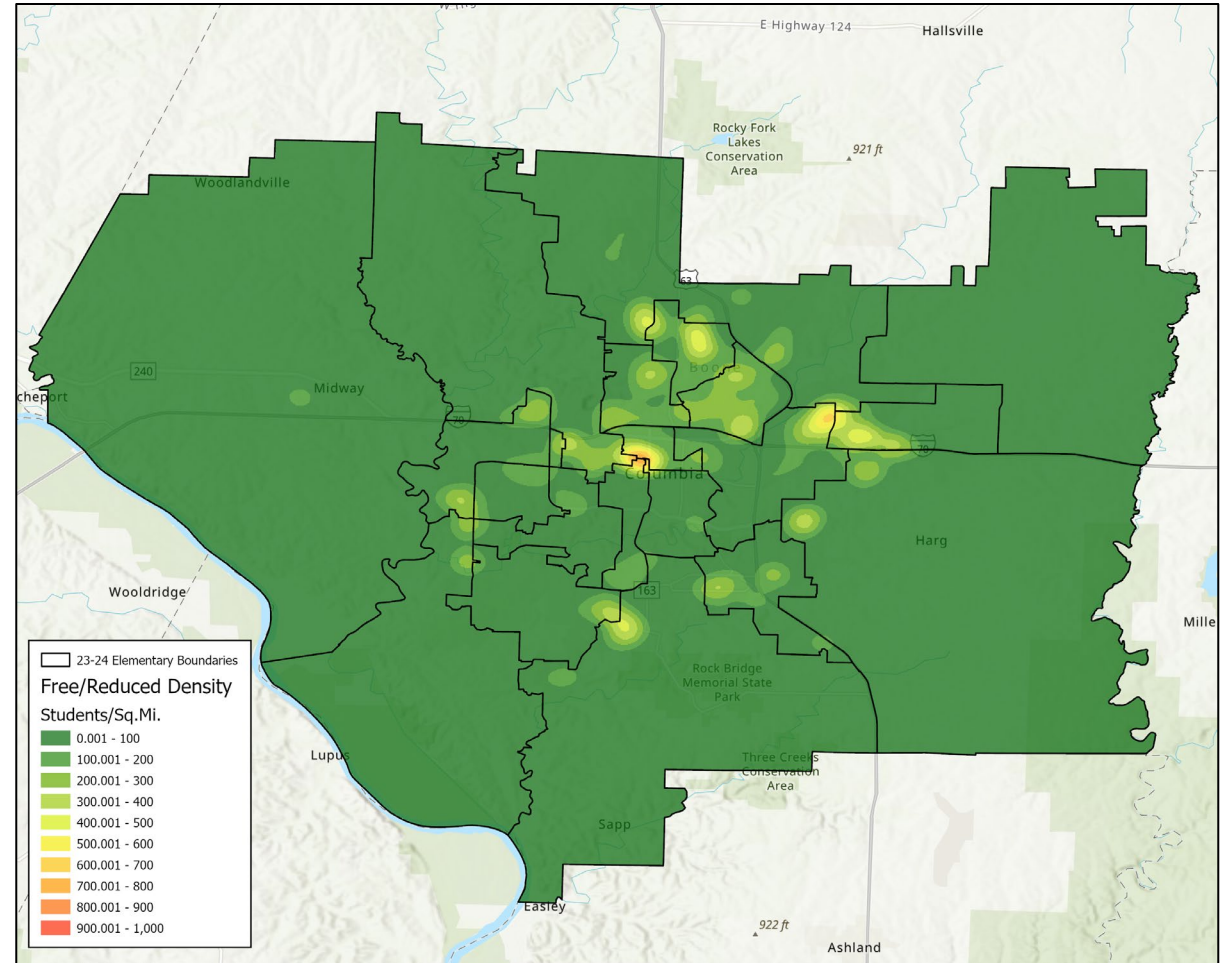 E Highway 124
Hallsville
Rocky Fork
Lakes
Conservation
Area
921 ft
Woodlandville
63
Boone
240
Midway
cheport
70
70
Columbia
Harg
163
Wooldridge
Mille
Rock Bridge
Memorial State
Park
Lupus
Three Creeks
Conservation
Area
Sapp
Easley
922 ft
Ashland
23-24 Elementary Boundaries
Free/Reduced Density
Students/Sq.Mi.
0.001 - 100
100.001 - 200
200.001 - 300
300.001 - 400
400.001 - 500
500.001 - 600
600.001 - 700
700.001 - 800
800.001 - 900
900.001 - 1,000